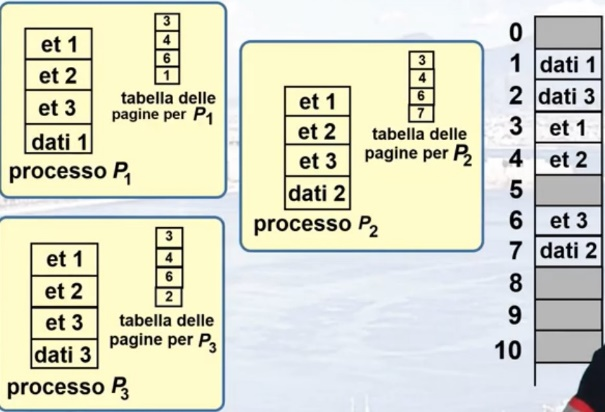 et 1
et 2
et 3
dati 1
processo P1
3
4
6
1
tabella delle
pagine per P1
et 1
et 2
et 3
dati 2
processo P2
3
4
6
7
tabella delle
pagine per P2
et 1
et 2
et 3
dati 3
processo P3
3
4
6
2
tabella delle
pagine per P3
0
1 dati 1
2 dati 3
3 et 1
4 et 2
5
6 et 3
7 dati 2
8
9
10